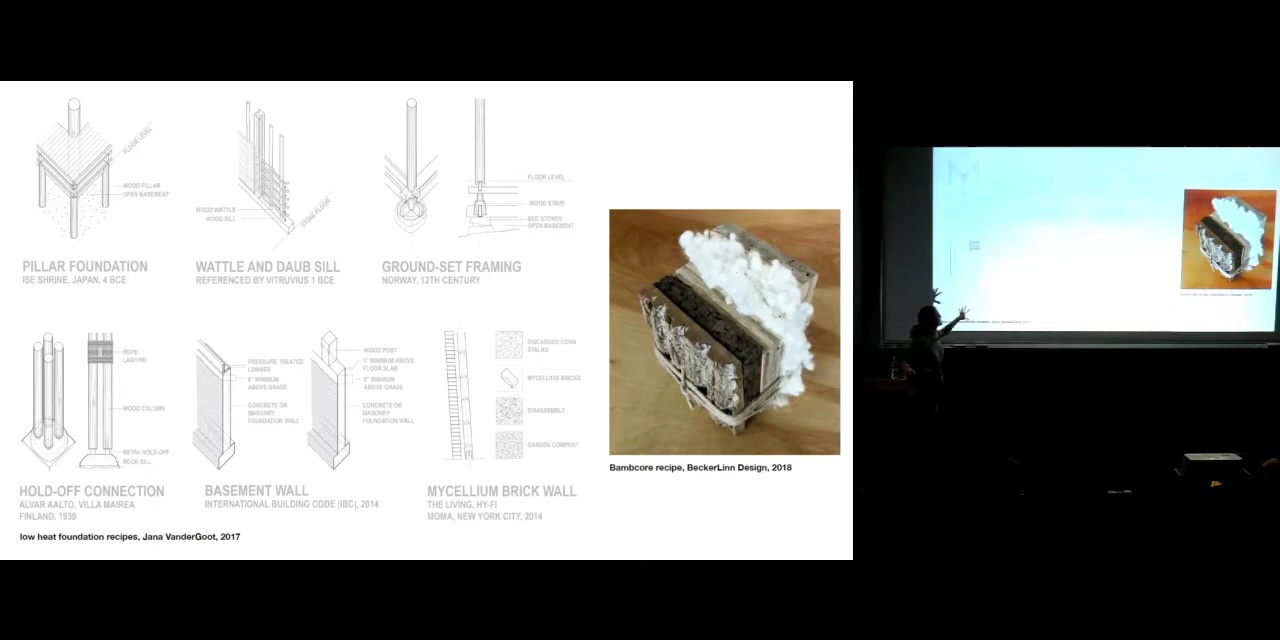 FLOOR LEVEL
WOOD PILLAR
OPEN BASEMENT
PILLAR FOUNDATION
ISE SHRINE, JAPAN, 4 BCE
WOOD WATTLE
WOOD SILL
STONE FLOOR
WATTLE AND DAUB SILL
REFERENCED BY VITRUVIUS 1 BCE
FLOOR LEVEL
WOOD STAVE
BED STONES
OPEN BASEMENT
GROUND-SET FRAMING
NORWAY, 12TH CENTURY
ROPE
LASHING
WOOD COLUMN
METAL HOLD-OFF
ROCK SILL
HOLD-OFF CONNECTION
ALVAR AALTO, VILLA MAIREA
FINLAND, 1939
PRESSURE TREATED
LUMBER
6" MINIMUM
ABOVE GRADE
CONCRETE OR
MASONRY
FOUNDATION WALL
WOOD POST
1" MINIMUM ABOVE
FLOOR SLAB
6" MINIMUM
ABOVE GRADE
CONCRETE OR
MASONRY
FOUNDATION WALL
BASEMENT WALL
INTERNATIONAL BUILDING CODE (IBC), 2014
DISCARDED CORN
STALKS
MYCELLIUM BRICKS
DISASSEMBLY
GARDEN COMPOST
MYCELLIUM BRICK WALL
THE LIVING, HY-FI
MOMA, NEW YORK CITY, 2014
low heat foundation recipes, Jana VanderGoot, 2017
Bambcore recipe, BeckerLinn Design, 2018